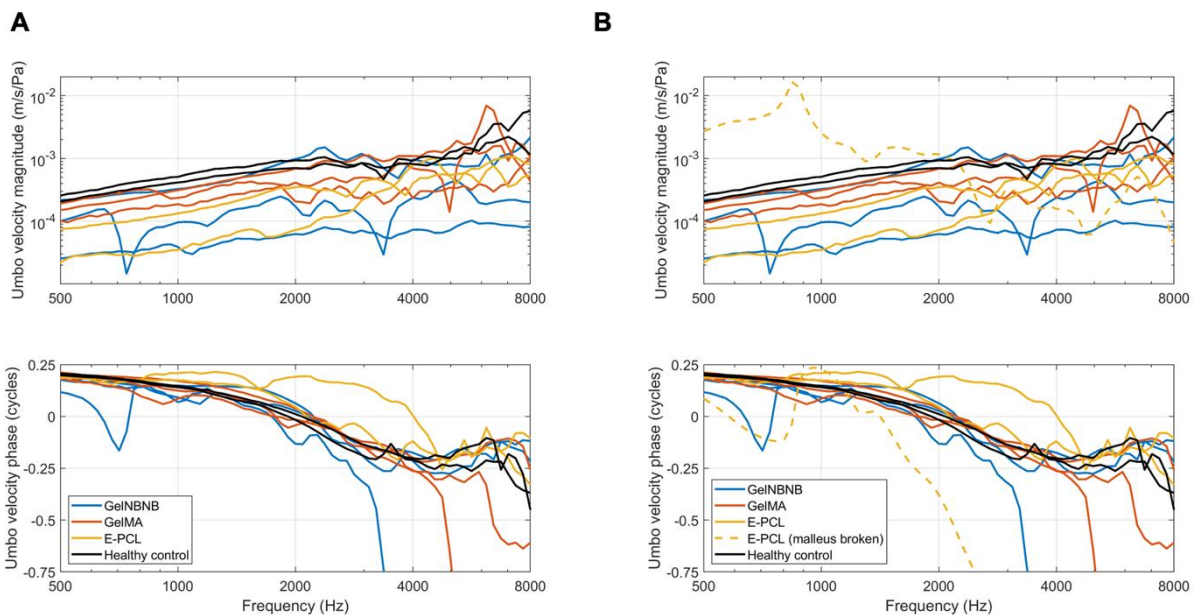 A
B
Umbo velocity magnitude (m/s/Pa)
10⁻²
10⁻³
10⁻⁴
500
1000
2000
4000
8000
Umbo velocity magnitude (m/s/Pa)
10⁻²
10⁻³
10⁻⁴
500
1000
2000
4000
8000
Umbo velocity phase (cycles)
0.25
0
-0.25
-0.5
-0.75
GelNBNB
GelMA
E-PCL
Healthy control
500
1000
2000
4000
8000
Frequency (Hz)
Umbo velocity phase (cycles)
0.25
0
-0.25
-0.5
-0.75
GelNBNB
GelMA
E-PCL
E-PCL (malleus broken)
Healthy control
500
1000
2000
4000
8000
Frequency (Hz)